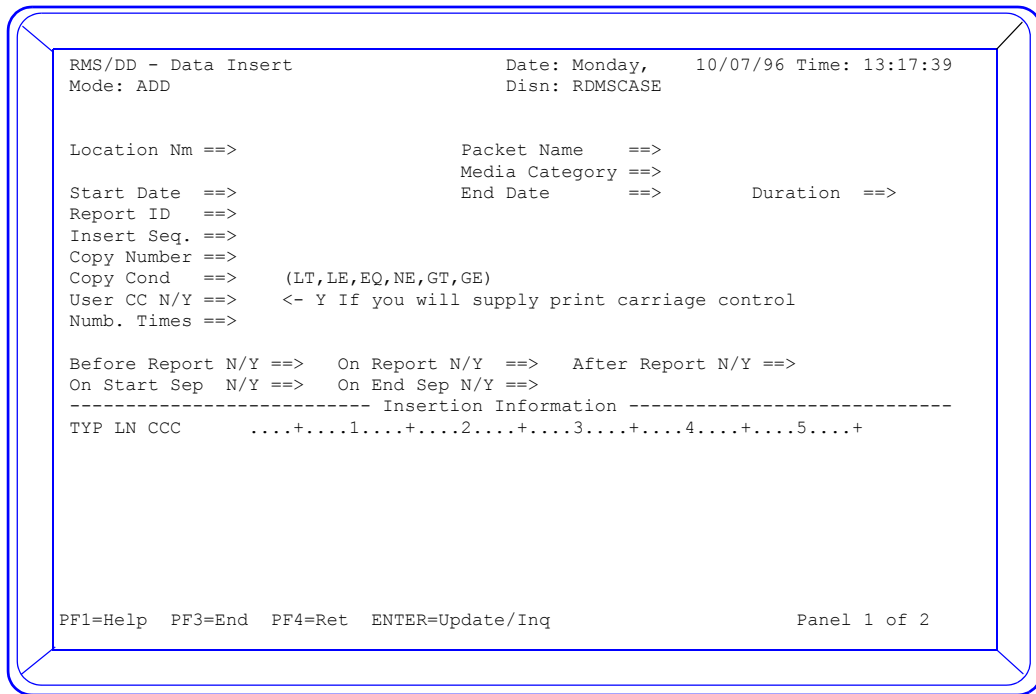 RMS/DD - Data Insert                   Date: Monday,    10/07/96 Time: 13:17:39
Mode: ADD                              Disn: RDMSCASE
Location Nm ==>                    Packet Name    ==>
Media Category ==>
Start Date  ==>                    End Date       ==>        Duration  ==>
Report ID   ==>
Insert Seq. ==>
Copy Number ==>
Copy Cond   ==>    (LT,LE,EQ,NE,GT,GE)
User CC N/Y ==>    <- Y If you will supply print carriage control
Numb. Times ==>
Before Report N/Y ==>   On Report N/Y  ==>   After Report N/Y ==>
On Start Sep  N/Y ==>   On End Sep N/Y ==>
--------------------------- Insertion Information -----------------------------
TYP LN CCC      ....+....1....+....2....+....3....+....4....+....5....+
PF1=Help  PF3=End  PF4=Ret  ENTER=Update/Inq                      Panel 1 of 2